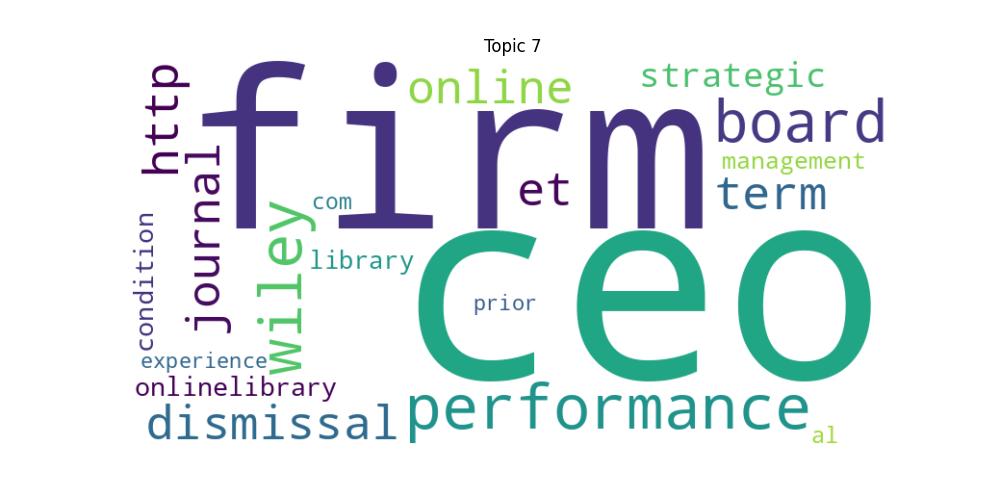 Topic 7
firm
online
strategic
http
board
management
journal
et
term
com
wiley
condition
library
ceo
prior
experience
onlinelibrary
dismissal
performance
al